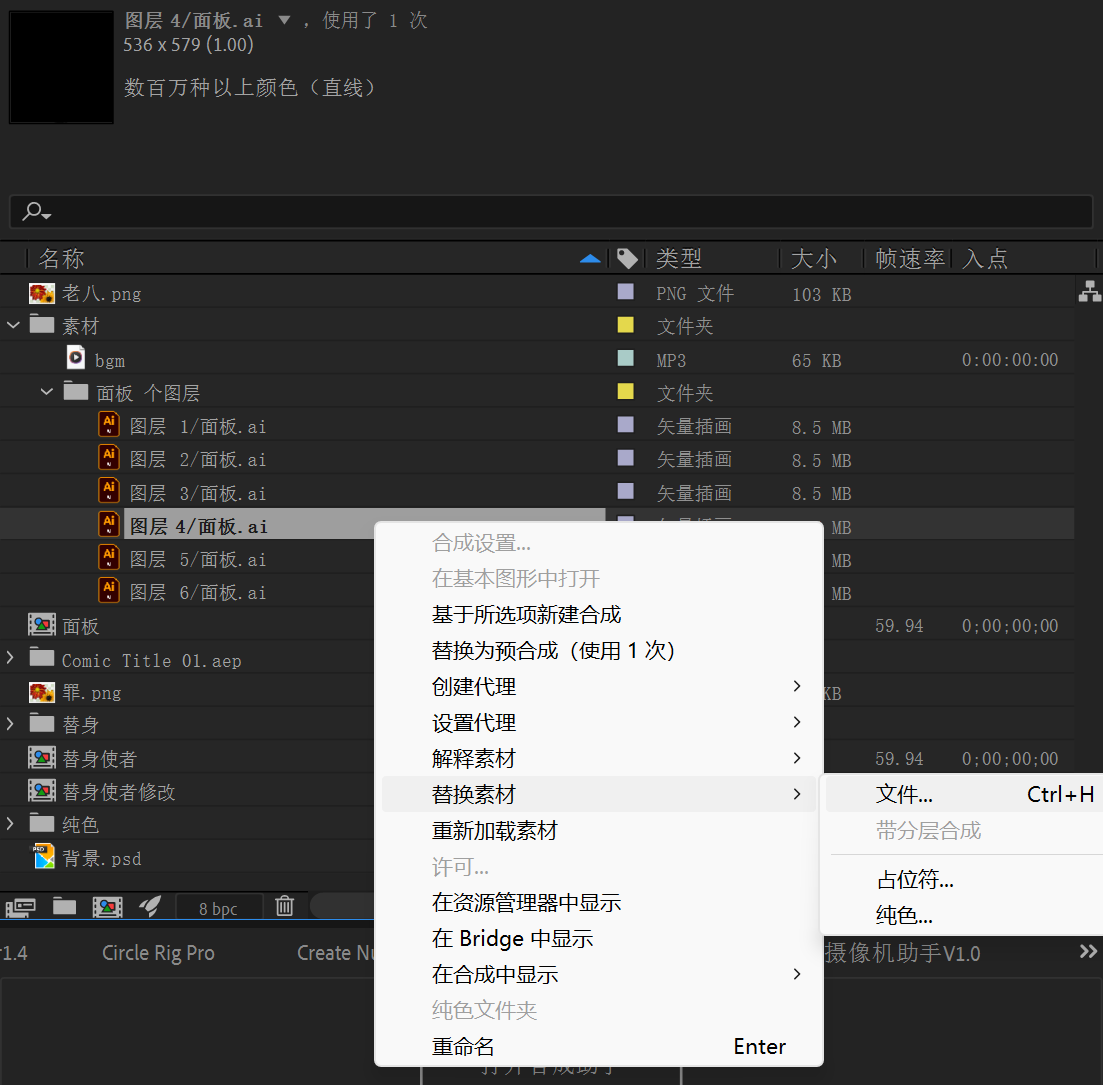 图层 4/面板.ai ，使用了 1 次
536 x 579 (1.00)
数百万种以上颜色（直线）
名称 类型 大小 帧速率 入点
老八.png PNG 文件 103 KB
素材 文件夹
bgm MP3 65 KB 0:00:00:00
面板 个图层 文件夹
图层 1/面板.ai 矢量插画 8.5 MB
图层 2/面板.ai 矢量插画 8.5 MB
图层 3/面板.ai 矢量插画 8.5 MB
图层 4/面板.ai MB
图层 5/面板.ai MB
图层 6/面板.ai MB
面板 59.94 0;00;00;00
Comic Title 01.aep
罪.png KB
替身
替身使者 59.94 0;00;00;00
替身使者修改
纯色
背景.psd
8 bpc
合成设置...
在基本图形中打开
基于所选项新建合成
替换为预合成（使用 1 次）
创建代理
设置代理
解释素材
替换素材
重新加载素材
许可...
在资源管理器中显示
在 Bridge 中显示
在合成中显示
纯色文件夹
重命名 Enter
文件... Ctrl+H
带分层合成
占位符...
纯色...
1.4 Circle Rig Pro Create Nu 摄像机助手V1.0